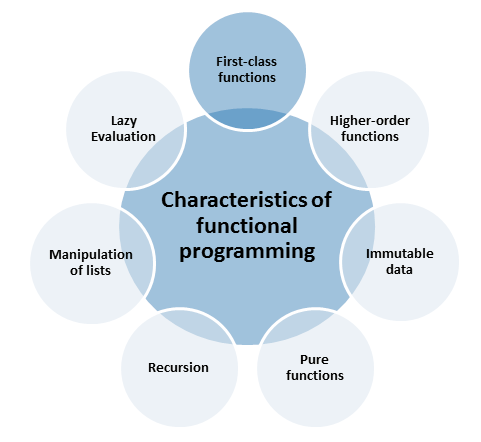 First-class
functions
Higher-order
functions
Immutable
data
Pure
functions
Recursion
Manipulation
of lists
Lazy
Evaluation
Characteristics of
functional
programming